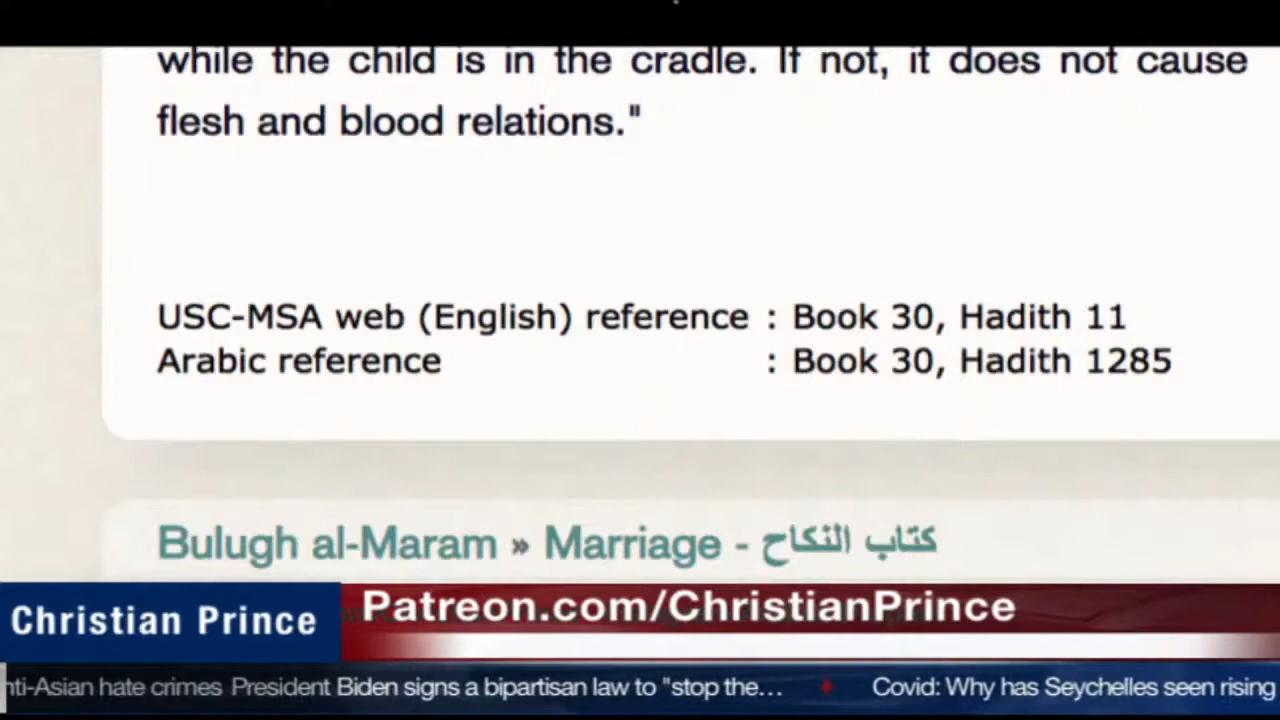 while the child is in the cradle. If not, it does not cause
flesh and blood relations."
USC-MSA web (English) reference : Book 30, Hadith 11
Arabic reference : Book 30, Hadith 1285
Bulugh al-Maram » Marriage - كتاب النكاح
Christian Prince
Patreon.com/ChristianPrince
nti-Asian hate crimes President Biden signs a bipartisan law to "stop the... ♦ Covid: Why has Seychelles seen rising